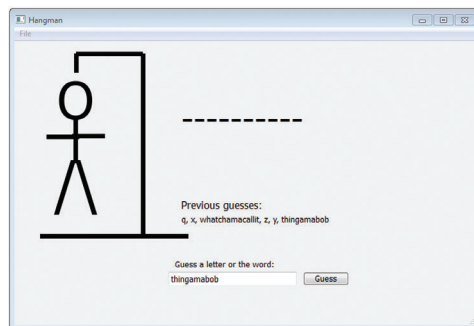 Hangman
File
Previous guesses:
q, x, whatchamacallit, z, y, thingamabob
Guess a letter or the word:
thingamabob Guess